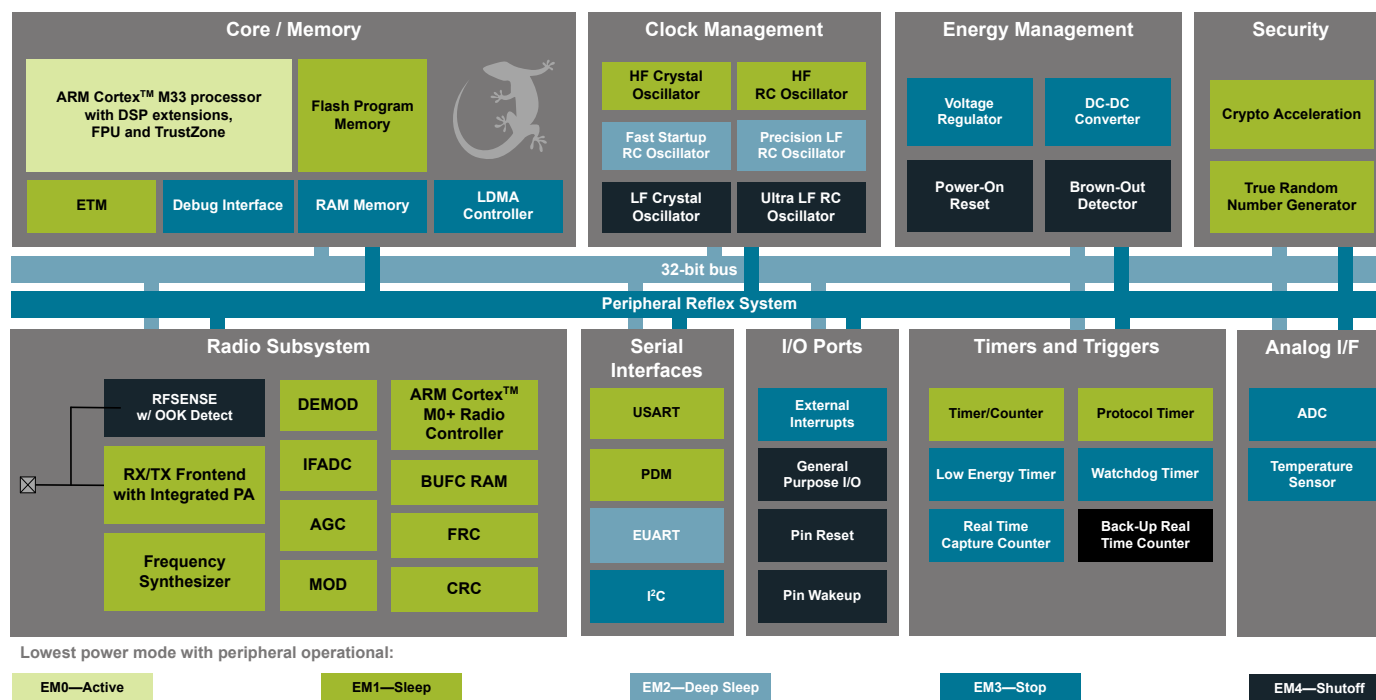 Core / Memory
ARM Cortex™ M33 processor
with DSP extensions,
FPU and TrustZone
Flash Program
Memory
ETM
Debug Interface
RAM Memory
LDMA
Controller
Clock Management
HF Crystal
Oscillator
HF
RC Oscillator
Fast Startup
RC Oscillator
Precision LF
RC Oscillator
LF Crystal
Oscillator
Ultra LF RC
Oscillator
Energy Management
Voltage
Regulator
DC-DC
Converter
Power-On
Reset
Brown-Out
Detector
Security
Crypto Acceleration
True Random
Number Generator
32-bit bus
Peripheral Reflex System
Radio Subsystem
RFSENSE
w/ OOK Detect
RX/TX Frontend
with Integrated PA
Frequency
Synthesizer
DEMOD
IFADC
AGC
MOD
ARM Cortex™
M0+ Radio
Controller
BUFC RAM
FRC
CRC
Serial
Interfaces
USART
PDM
EUART
I²C
I/O Ports
External
Interrupts
General
Purpose I/O
Pin Reset
Pin Wakeup
Timers and Triggers
Timer/Counter
Protocol Timer
Low Energy Timer
Watchdog Timer
Real Time
Capture Counter
Back-Up Real
Time Counter
Analog I/F
ADC
Temperature
Sensor
Lowest power mode with peripheral operational:
EM0—Active
EM1—Sleep
EM2—Deep Sleep
EM3—Stop
EM4—Shutoff